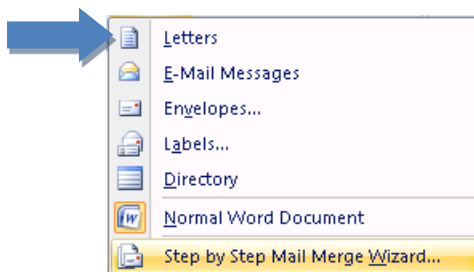 Letters
E-Mail Messages
Envelopes...
Labels...
Directory
Normal Word Document
Step by Step Mail Merge Wizard...